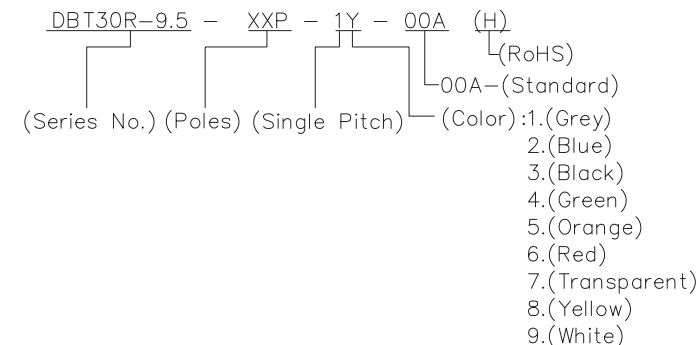 DBT30R-9.5 - XXP - 1Y - 00A (H)
(RoHS)
00A-(Standard)
(Series No.) (Poles) (Single Pitch) (Color):1.(Grey)
2.(Blue)
3.(Black)
4.(Green)
5.(Orange)
6.(Red)
7.(Transparent)
8.(Yellow)
9.(White)